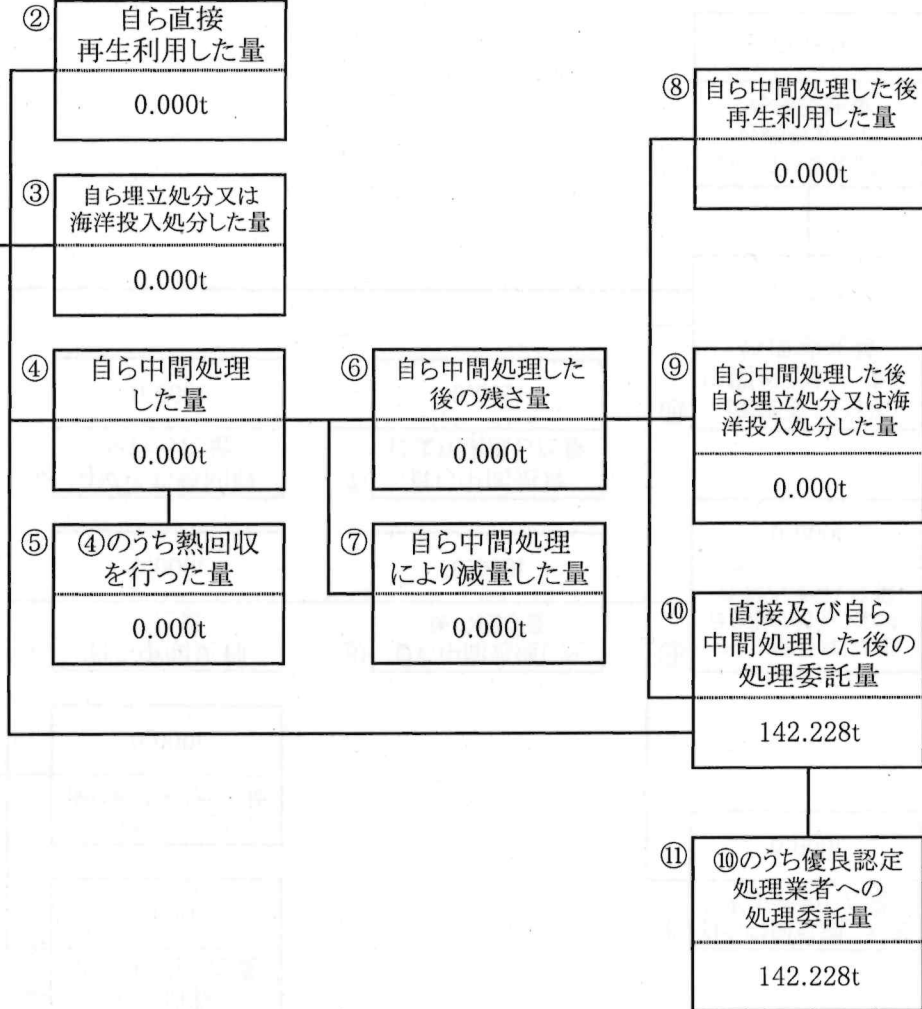 ②
自ら直接
再生利用した量
0.000t
③
自ら埋立処分又は
海洋投入処分した量
0.000t
④
自ら中間処理
した量
0.000t
⑤
④のうち熱回収
を行った量
0.000t
⑥
自ら中間処理した
後の残さ量
0.000t
⑦
自ら中間処理
により減量した量
0.000t
⑧
自ら中間処理した後
再生利用した量
0.000t
⑨
自ら中間処理した後
自ら埋立処分又は海
洋投入処分した量
0.000t
⑩
直接及び自ら
中間処理した後の
処理委託量
142.228t
⑪
⑩のうち優良認定
処理業者への
処理委託量
142.228t